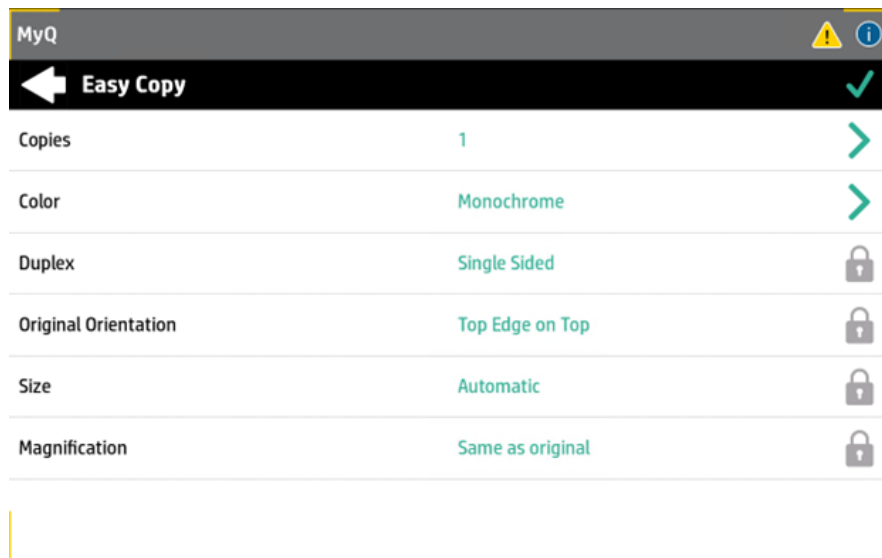 MyQ
Easy Copy
Copies 1
Color Monochrome
Duplex Single Sided
Original Orientation Top Edge on Top
Size Automatic
Magnification Same as original